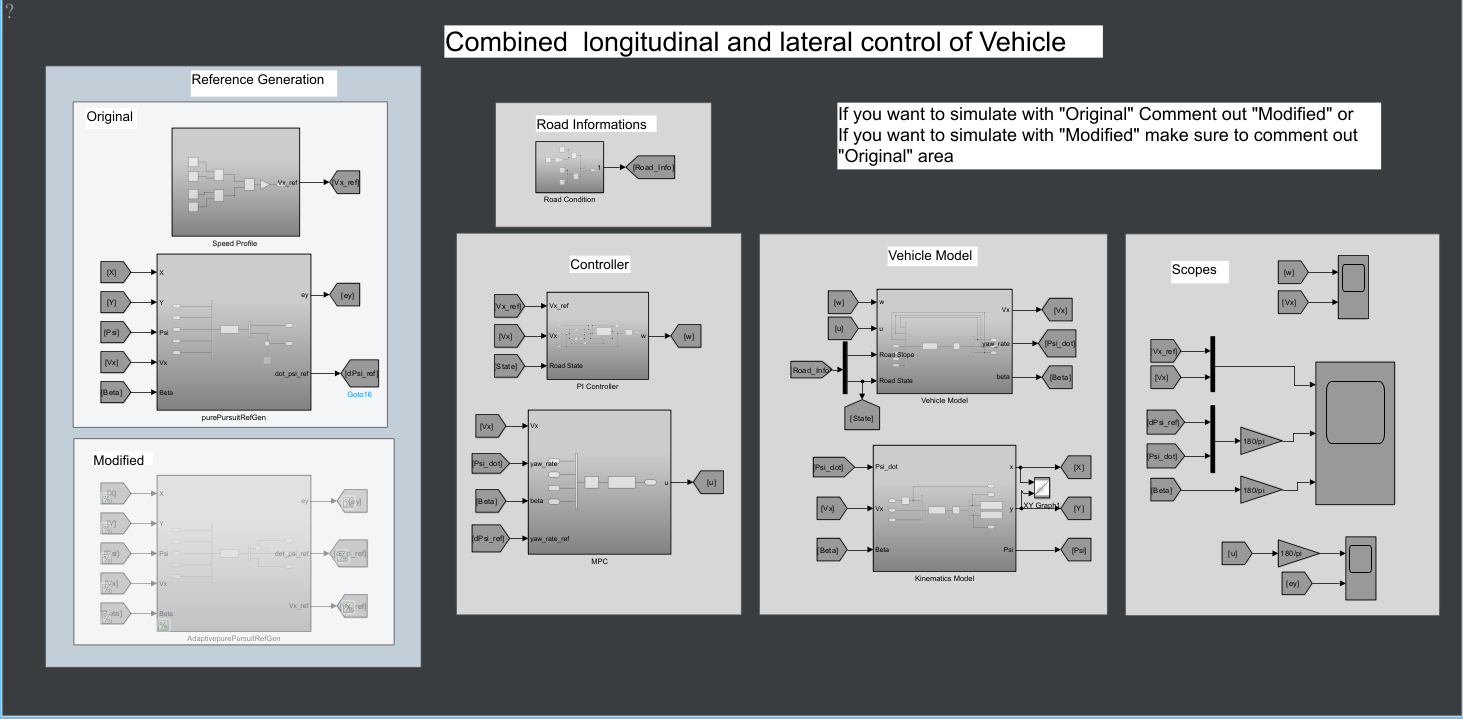 ?
Combined  longitudinal and lateral control of Vehicle
Reference Generation
Original
Vx_ref
[Vx_ref]
Speed Profile
[X]
X
[Y]
Y
[Psi]
Psi
[Vx]
Vx
[Beta]
Beta
ey
[ey]
dot_psi_ref
[dPsi_ref]
Goto16
purePursuitRefGen
Modified
[X]
X
Y
Psi
Vx
Beta
ey
dot_psi_ref
Vx_ref
AdaptivepurePursuitRefGen
Road Informations
1
[Road_Info]
Road Condition
If you want to simulate with "Original" Comment out "Modified" or
If you want to simulate with "Modified" make sure to comment out
"Original" area
Controller
[Vx_ref]
Vx_ref
[Vx]
Vx
[State]
Road State
w
[w]
PI Controller
[Vx]
Vx
[Psi_dot]
yaw_rate
[Beta]
beta
[dPsi_ref]
yaw_rate_ref
u
[u]
MPC
Vehicle Model
[w]
w
[u]
u
[Road_Info]
Road Slope
Road State
[State]
Vx
[Vx]
yaw_rate
[Psi_dot]
beta
[Beta]
Vehicle Model
[Psi_dot]
Psi_dot
[Vx]
Vx
[Beta]
Beta
x
[X]
XY Graph
y
[Y]
Psi
[Psi]
Kinematics Model
Scopes
[w]
[Vx]
[Vx_ref]
[Vx]
[dPsi_ref]
[Psi_dot]
180/pi
[Beta]
180/pi
[u]
180/pi
[ey]